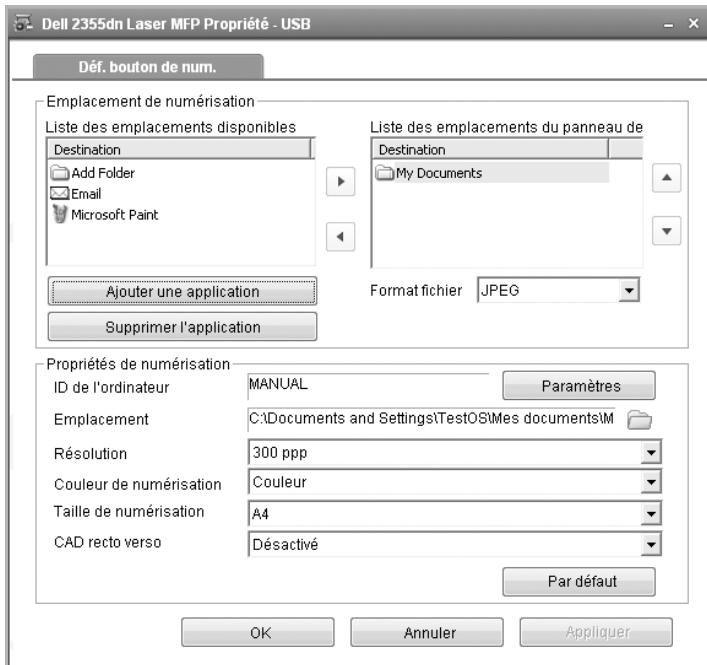 Dell 2355dn Laser MFP Propriété - USB
Déf. bouton de num.
Emplacement de numérisation
Liste des emplacements disponibles
Destination
Add Folder
Email
Microsoft Paint
Liste des emplacements du panneau de
Destination
My Documents
Ajouter une application
Supprimer l'application
Format fichier JPEG
Propriétés de numérisation
ID de l'ordinateur MANUAL Paramètres
Emplacement C:\Documents and Settings\TestOS\Mes documents\M
Résolution 300 ppp
Couleur de numérisation Couleur
Taille de numérisation A4
CAD recto verso Désactivé
Par défaut
OK Annuler Appliquer